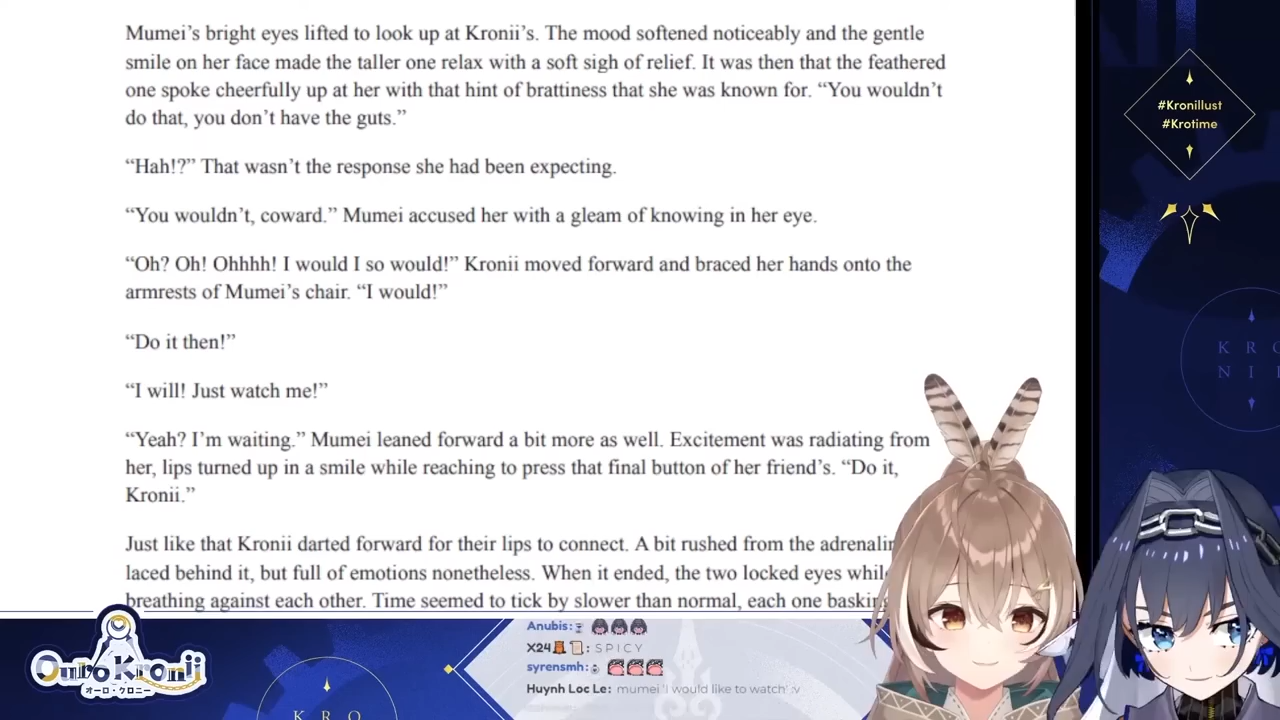 Mumei’s bright eyes lifted to look up at Kronii’s. The mood softened noticeably and the gentle
smile on her face made the taller one relax with a soft sigh of relief. It was then that the feathered
one spoke cheerfully up at her with that hint of brattiness that she was known for. “You wouldn’t
do that, you don’t have the guts.”
“Hah!?” That wasn’t the response she had been expecting.
“You wouldn’t, coward.” Mumei accused her with a gleam of knowing in her eye.
“Oh? Oh! Ohhhh! I would I so would!” Kronii moved forward and braced her hands onto the
armrests of Mumei’s chair. “I would!”
“Do it then!”
“I will! Just watch me!”
“Yeah? I’m waiting.” Mumei leaned forward a bit more as well. Excitement was radiating from
her, lips turned up in a smile while reaching to press that final button of her friend’s. “Do it,
Kronii.”
Just like that Kronii darted forward for their lips to connect. A bit rushed from the adrenalin
laced behind it, but full of emotions nonetheless. When it ended, the two locked eyes whil
breathing against each other. Time seemed to tick by slower than normal, each one basking
#Kronillust
#Krotime
K R
N I
Ouro Kronii
オーロ・クロニー
K R O
Anubis:
X24 : S P I C Y
syrensmh:
Huynh Loc Le: mumei 'I would like to watch' :v